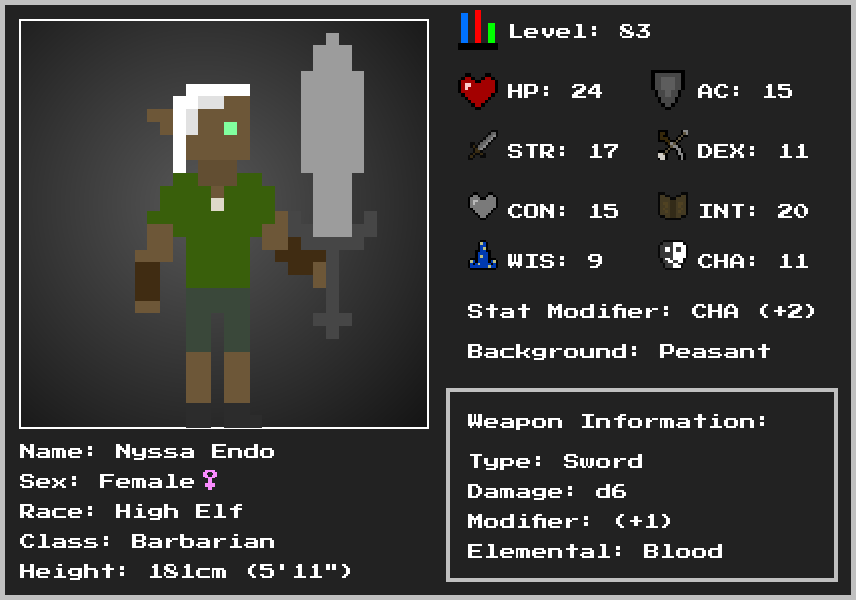 Level: 83
HP: 24
AC: 15
STR: 17
DEX: 11
CON: 15
INT: 20
WIS: 9
CHA: 11
Stat Modifier: CHA (+2)
Background: Peasant
Weapon Information:
Type: Sword
Damage: d6
Modifier: (+1)
Elemental: Blood
Name: Nyssa Endo
Sex: Female♀
Race: High Elf
Class: Barbarian
Height: 181cm (5'11")